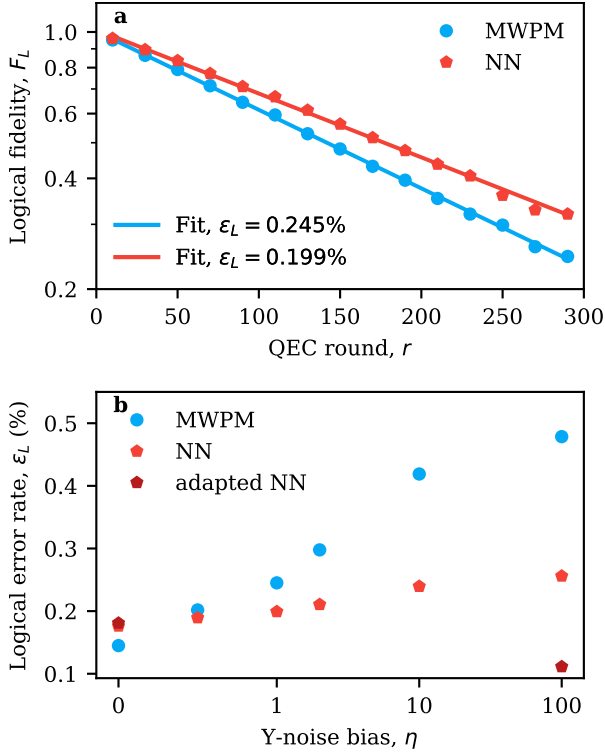 a
1.0
0.8
0.6
0.4
0.2
Logical fidelity, F_L
MWPM
NN
Fit, ε_L = 0.245%
Fit, ε_L = 0.199%
0 50 100 150 200 250 300
QEC round, r
b
0.5
0.4
0.3
0.2
0.1
Logical error rate, ε_L (%)
MWPM
NN
adapted NN
0 1 10 100
Y-noise bias, η